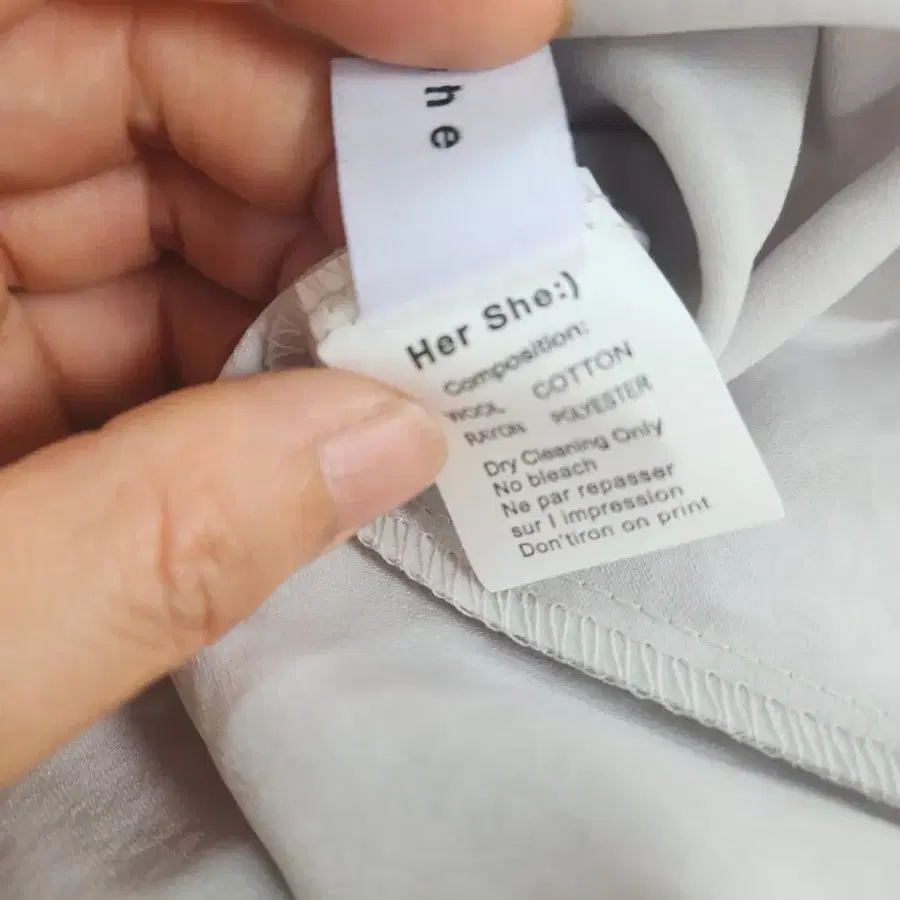 he
Her She:)
Composition:
WOOL COTTON
RAYON POLYESTER
Dry Cleaning Only
No bleach
Ne par repasser
sur l impression
Don'tiron on print